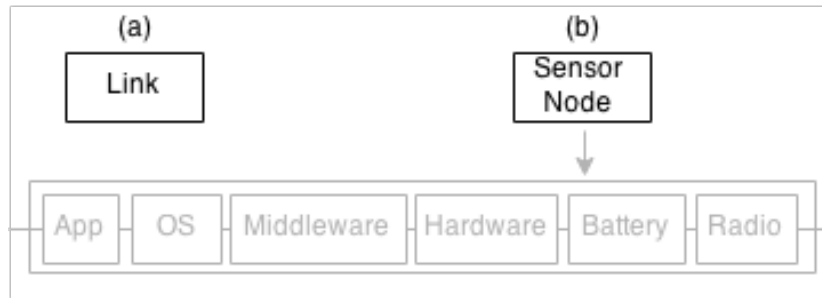 (a)
(b)
Link
Sensor
Node
App
OS
Middleware
Hardware
Battery
Radio